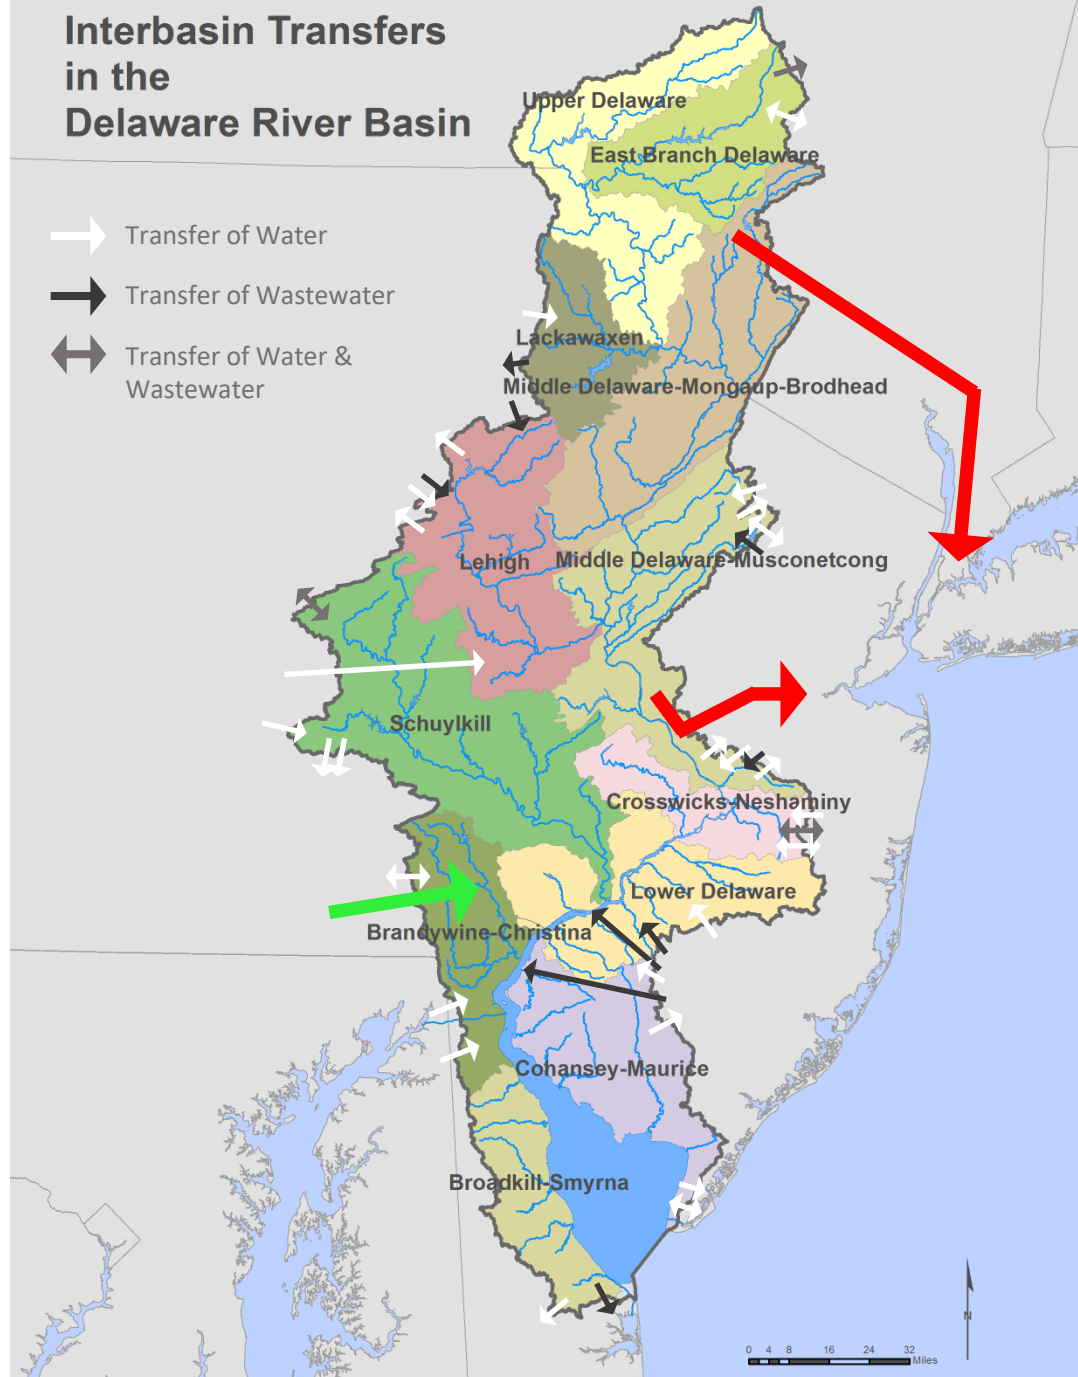 Interbasin Transfers
in the
Delaware River Basin
Transfer of Water
Transfer of Wastewater
Transfer of Water &
Wastewater
Upper Delaware
East Branch Delaware
Lackawaxen
Middle Delaware-Mongaup-Brodhead
Lehigh
Middle Delaware-Musconetcong
Schuylkill
Crosswicks-Neshaminy
Lower Delaware
Brandywine-Christina
Cohansey-Maurice
Broadkill-Smyrna
N
0 4 8 16 24 32
Miles